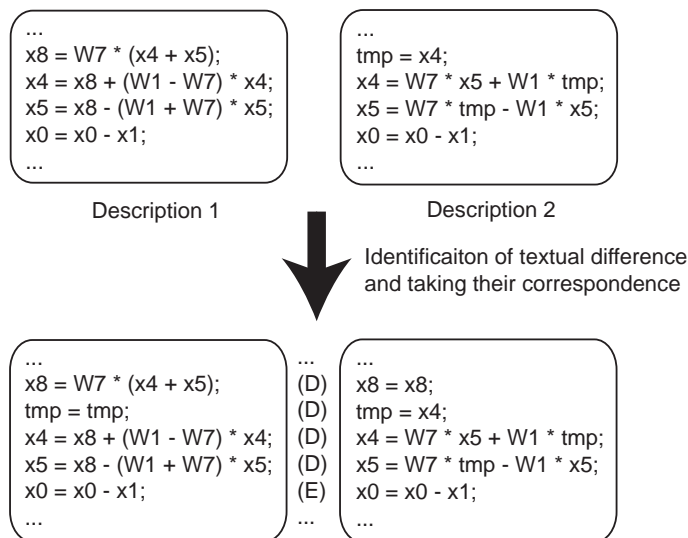 ...
x8 = W7 * (x4 + x5);
x4 = x8 + (W1 - W7) * x4;
x5 = x8 - (W1 + W7) * x5;
x0 = x0 - x1;
...
Description 1
...
tmp = x4;
x4 = W7 * x5 + W1 * tmp;
x5 = W7 * tmp - W1 * x5;
x0 = x0 - x1;
...
Description 2
Identificaiton of textual difference
and taking their correspondence
...
x8 = W7 * (x4 + x5);
tmp = tmp;
x4 = x8 + (W1 - W7) * x4;
x5 = x8 - (W1 + W7) * x5;
x0 = x0 - x1;
...
...
(D)
(D)
(D)
(D)
(E)
...
...
x8 = x8;
tmp = x4;
x4 = W7 * x5 + W1 * tmp;
x5 = W7 * tmp - W1 * x5;
x0 = x0 - x1;
...